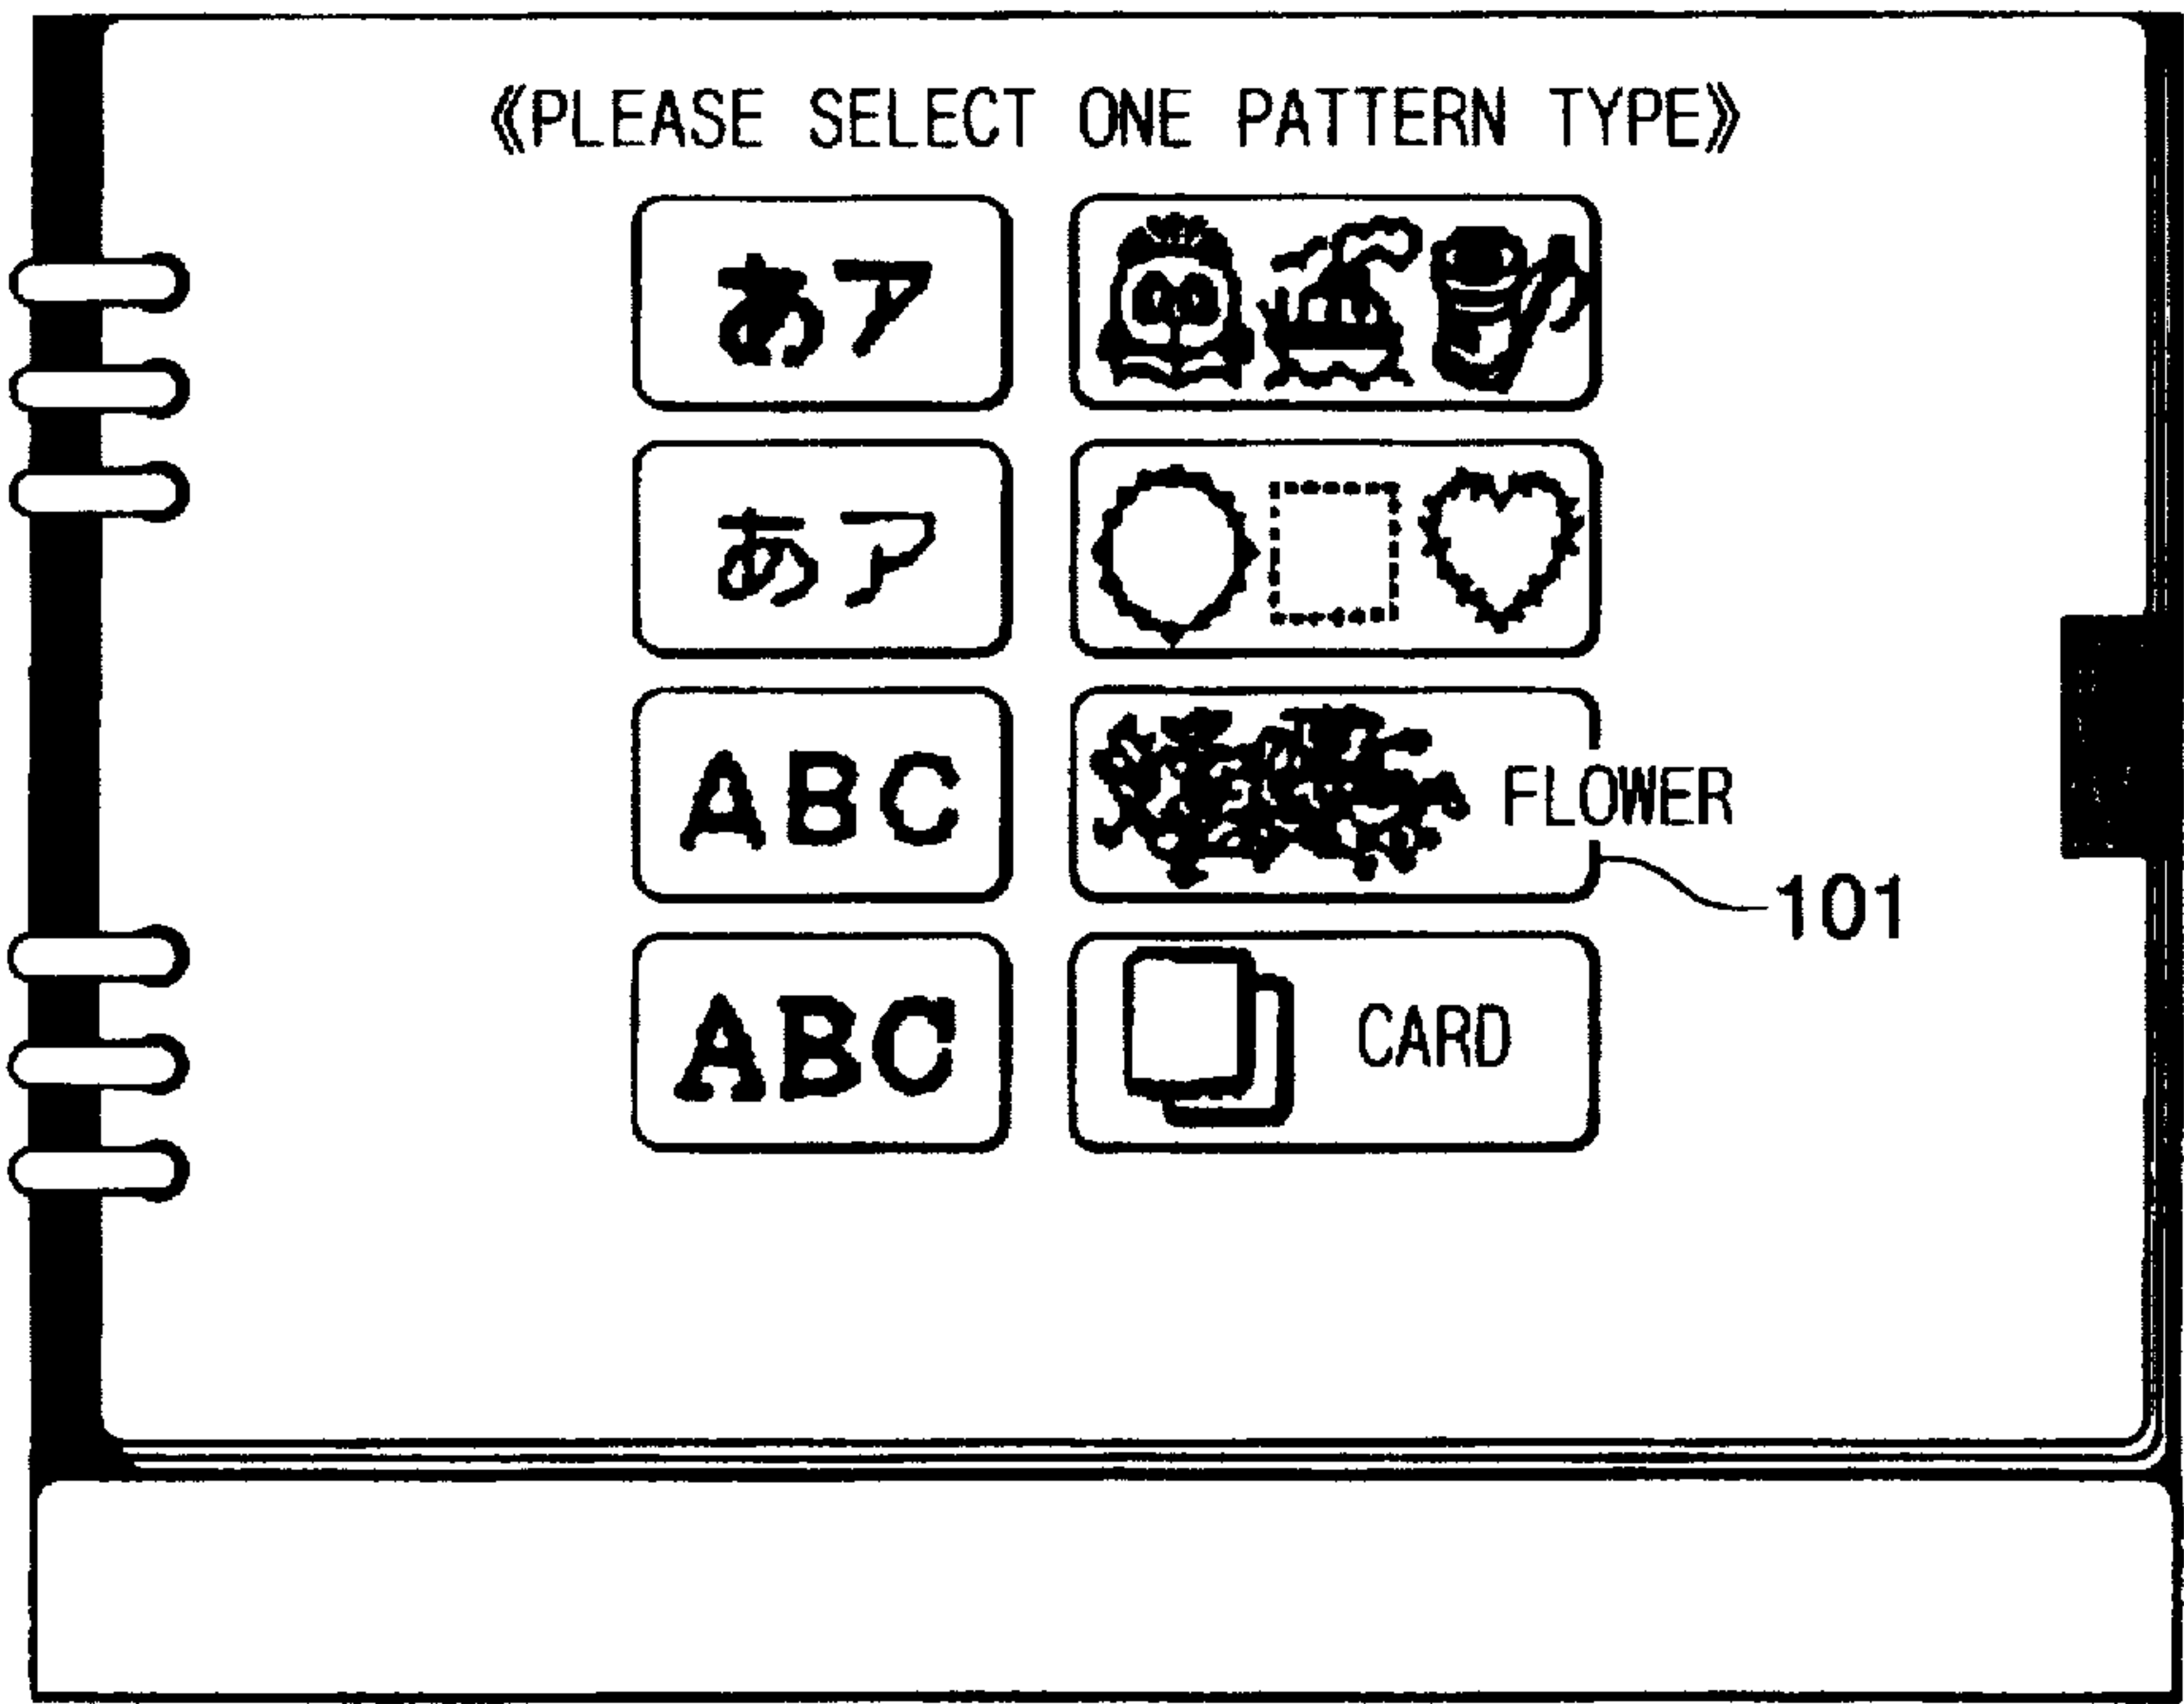 《PLEASE SELECT ONE PATTERN TYPE》
あア
あア
ABC
FLOWER
101
ABC
CARD